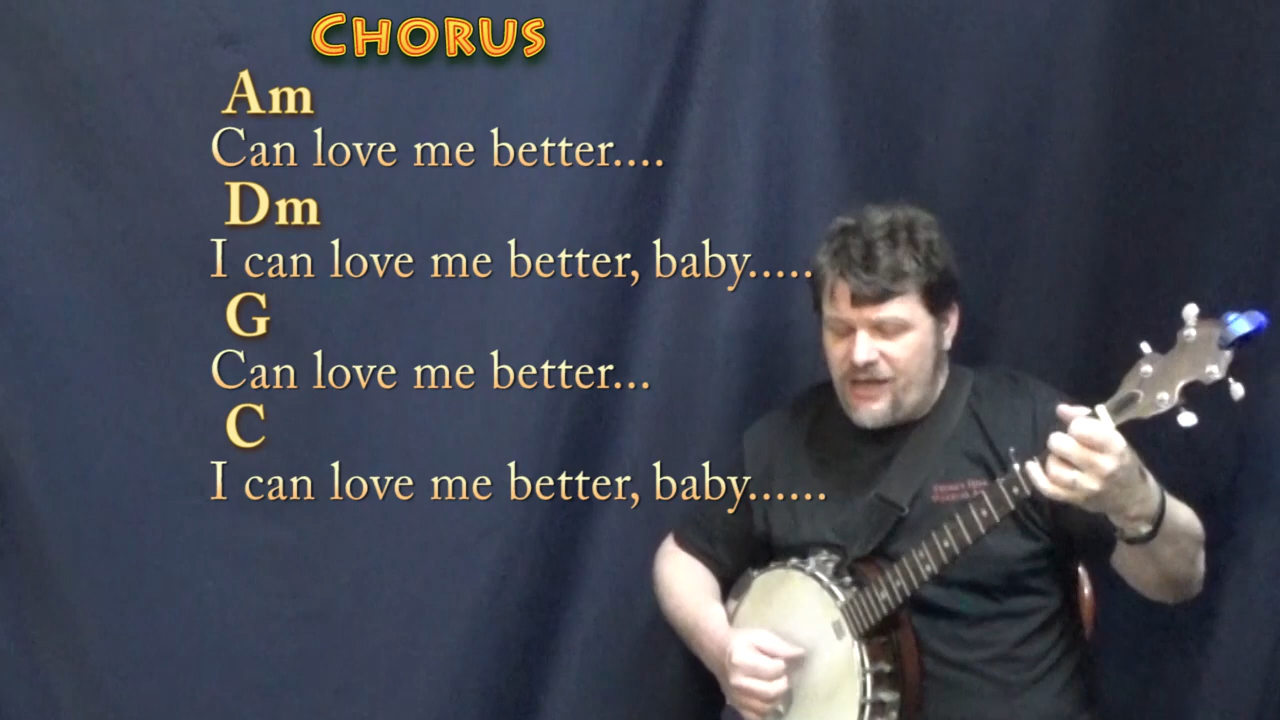 CHORUS
Am
Can love me better....
Dm
I can love me better, baby.....
G
Can love me better...
C
I can love me better, baby......